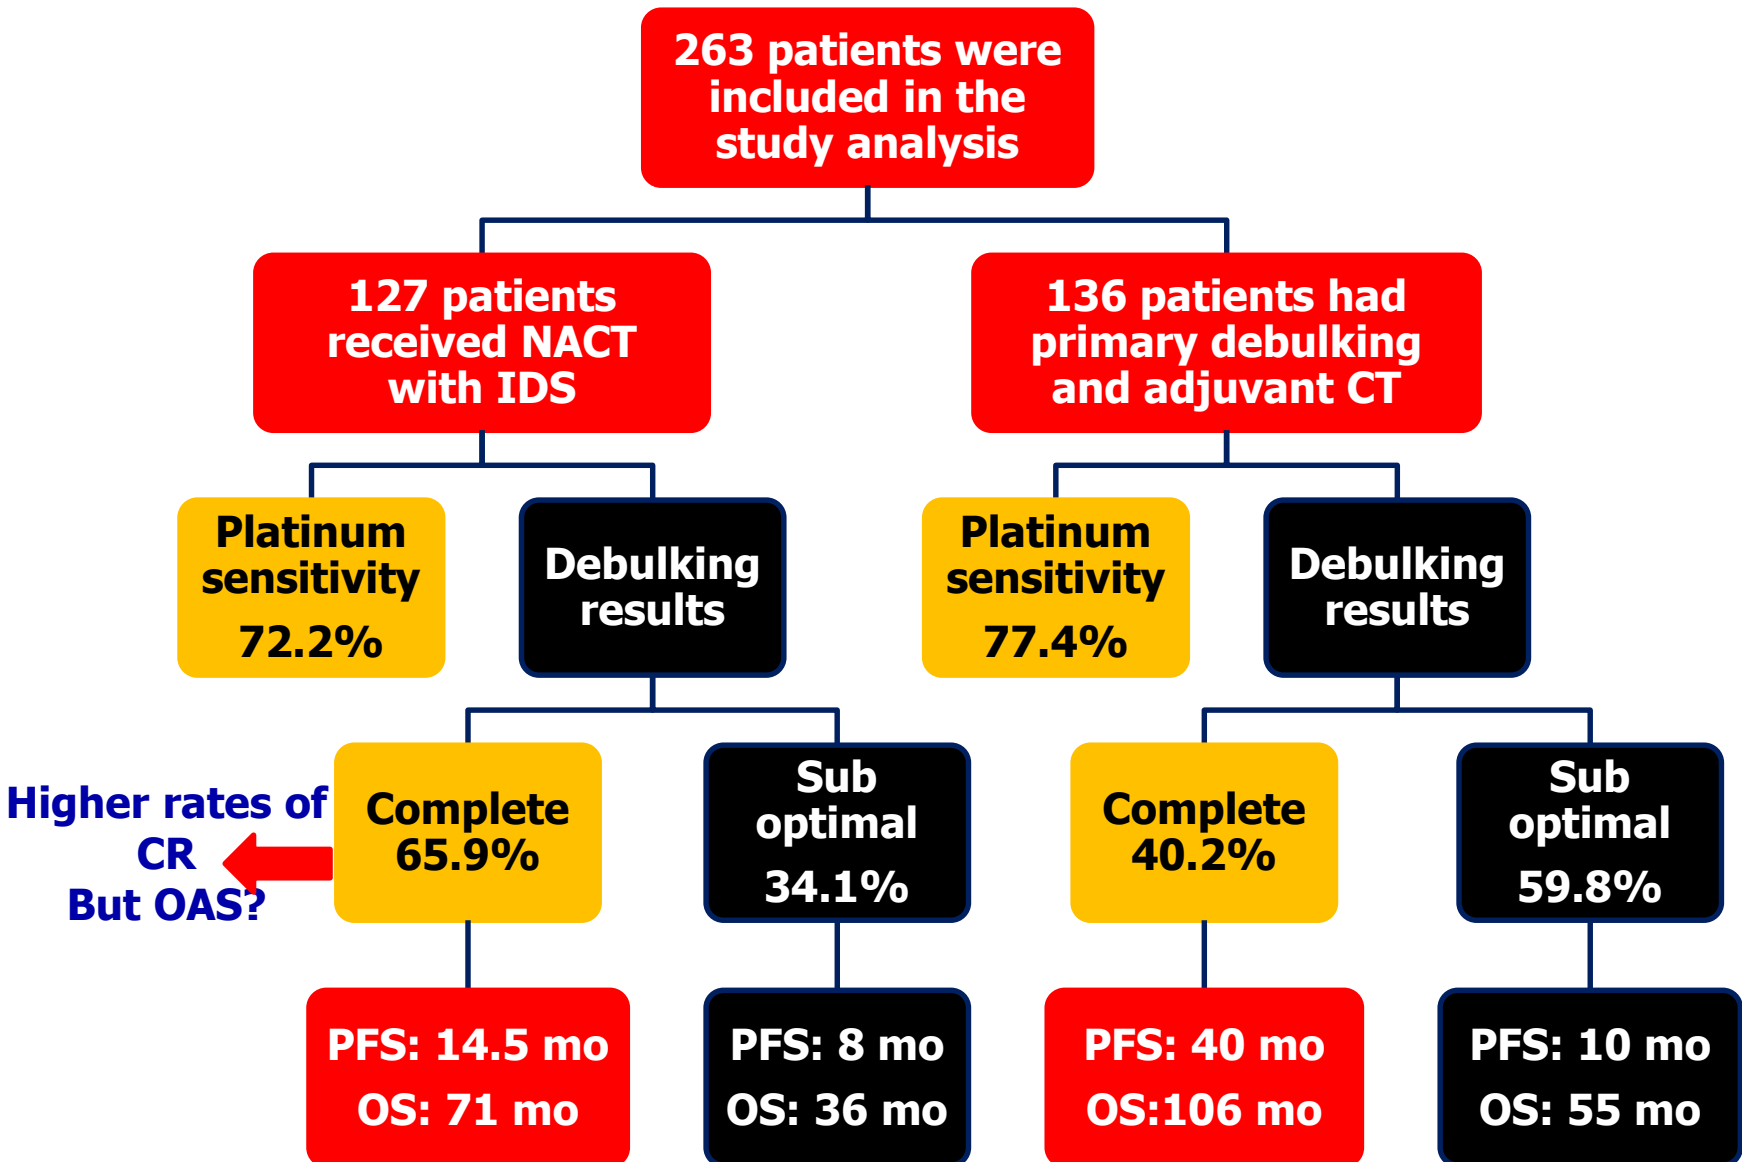 263 patients were
included in the
study analysis
127 patients
received NACT
with IDS
136 patients had
primary debulking
and adjuvant CT
Platinum
sensitivity
72.2%
Debulking
results
Platinum
sensitivity
77.4%
Debulking
results
Higher rates of
CR
But OAS?
Complete
65.9%
Sub
optimal
34.1%
Complete
40.2%
Sub
optimal
59.8%
PFS: 14.5 mo
OS: 71 mo
PFS: 8 mo
OS: 36 mo
PFS: 40 mo
OS:106 mo
PFS: 10 mo
OS: 55 mo